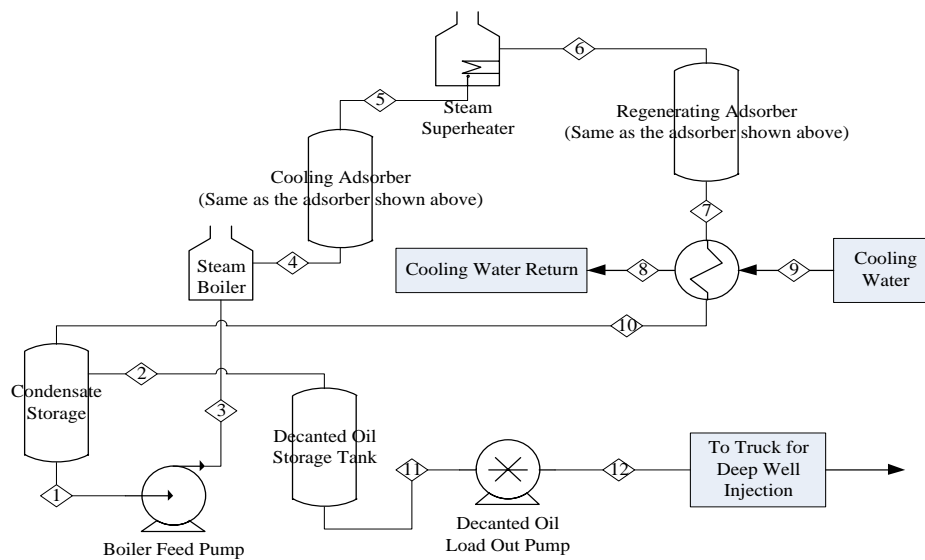 6
5
Steam
Superheater
Regenerating Adsorber
(Same as the adsorber shown above)
Cooling Adsorber
(Same as the adsorber shown above)
7
4
Steam
Boiler
Cooling Water Return
8
9
Cooling
Water
10
2
Condensate
Storage
3
Decanted Oil
Storage Tank
1
11
12
To Truck for
Deep Well
Injection
Boiler Feed Pump
Decanted Oil
Load Out Pump